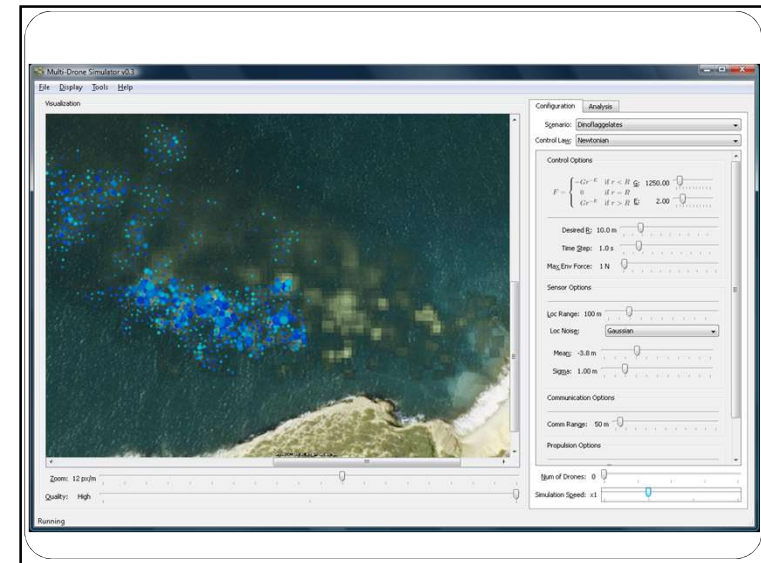 Multi-Drone Simulator v0.3
File Display Tools Help
Visualization
Configuration Analysis
Scenario: Dinoflaggelates
Control Law: Newtonian
Control Options
F = { -Gr^-E if r < R
0 if r = R
Gr^-E if r > R
G: 1250.00
E: 2.00
Desired R: 10.0 m
Time Step: 1.0 s
Max Env Force: 1 N
Sensor Options
Loc Range: 100 m
Loc Noise: Gaussian
Mean: -3.8 m
Sigma: 1.00 m
Communication Options
Comm Range: 50 m
Propulsion Options
Zoom: 12 px/m
Quality: High
Num of Drones: 0
Simulation Speed: x1
Running